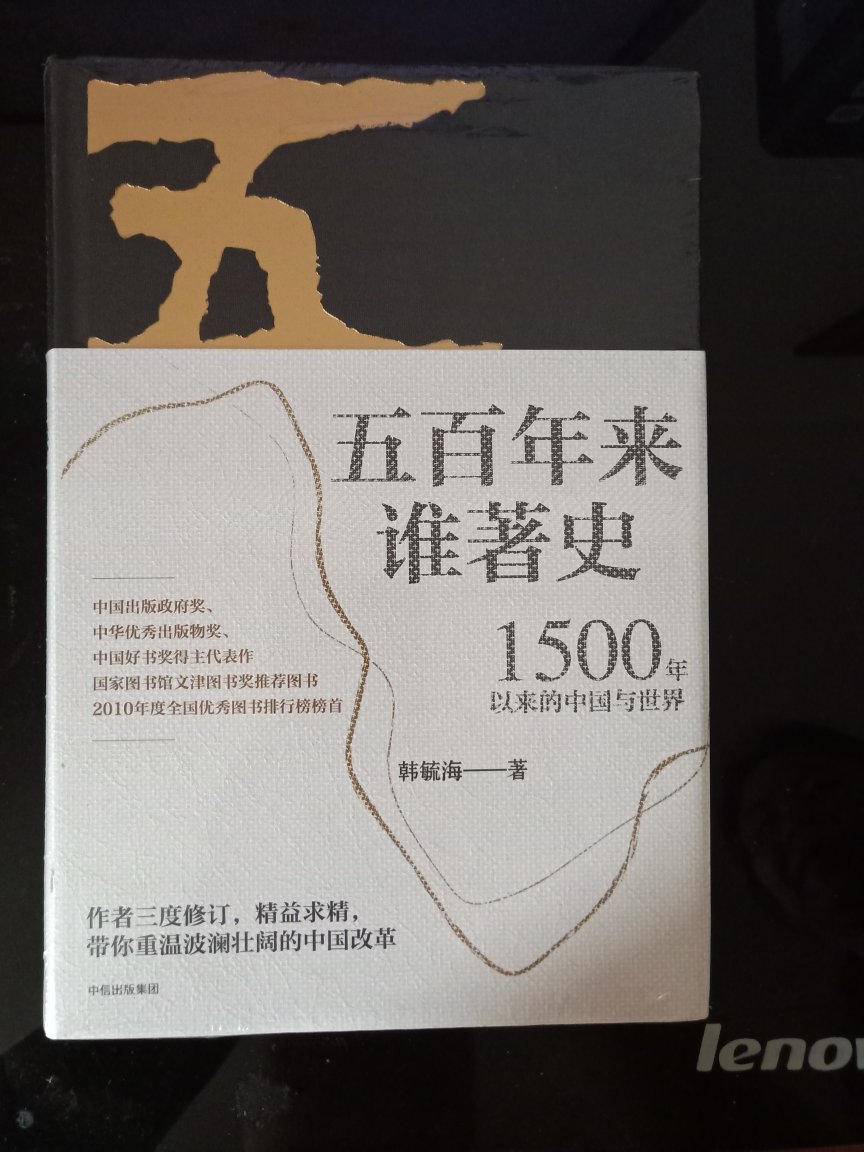 五百年来
谁著史
1500年
以来的中国与世界
中国出版政府奖、
中华优秀出版物奖、
中国好书奖得主代表作
国家图书馆文津图书奖推荐图书
2010年度全国优秀图书排行榜榜首
韩毓海——著
作者三度修订，精益求精，
带你重温波澜壮阔的中国改革
中信出版集团
lenov